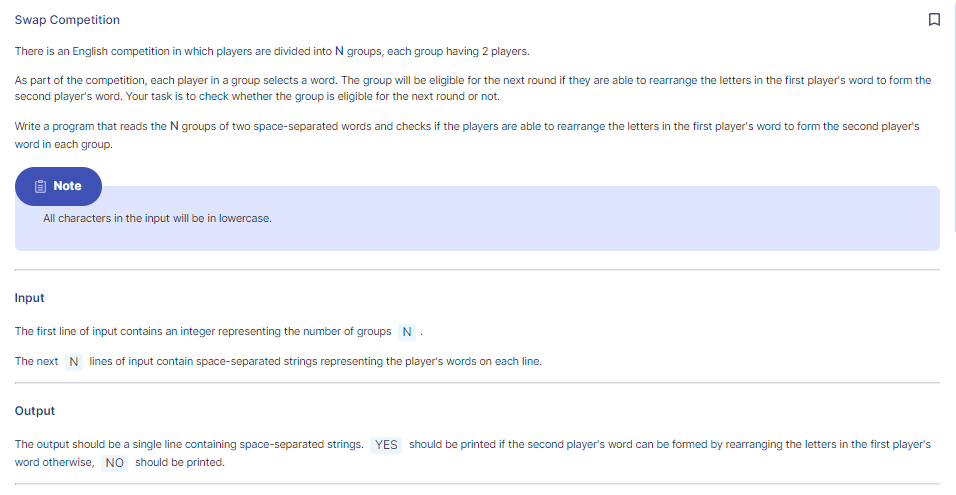 Swap Competition
There is an English competition in which players are divided into N groups, each group having 2 players.
As part of the competition, each player in a group selects a word. The group will be eligible for the next round if they are able to rearrange the letters in the first player's word to form the
second player's word. Your task is to check whether the group is eligible for the next round or not.
Write a program that reads the N groups of two space-separated words and checks if the players are able to rearrange the letters in the first player's word to form the second player's
word in each group.
Note
All characters in the input will be in lowercase.
Input
The first line of input contains an integer representing the number of groups N .
The next N lines of input contain space-separated strings representing the player's words on each line.
Output
The output should be a single line containing space-separated strings. YES should be printed if the second player's word can be formed by rearranging the letters in the first player's
word otherwise, NO should be printed.